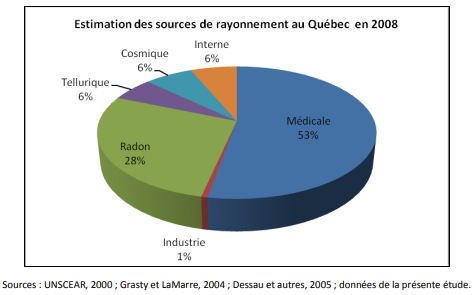 Estimation des sources de rayonnement au Québec en 2008
Interne
6%
Cosmique
6%
Tellurique
6%
Médicale
53%
Radon
28%
Industrie
1%
Sources : UNSCEAR, 2000 ; Grasty et LaMarre, 2004 ; Dessau et autres, 2005 ; données de la présente étude.